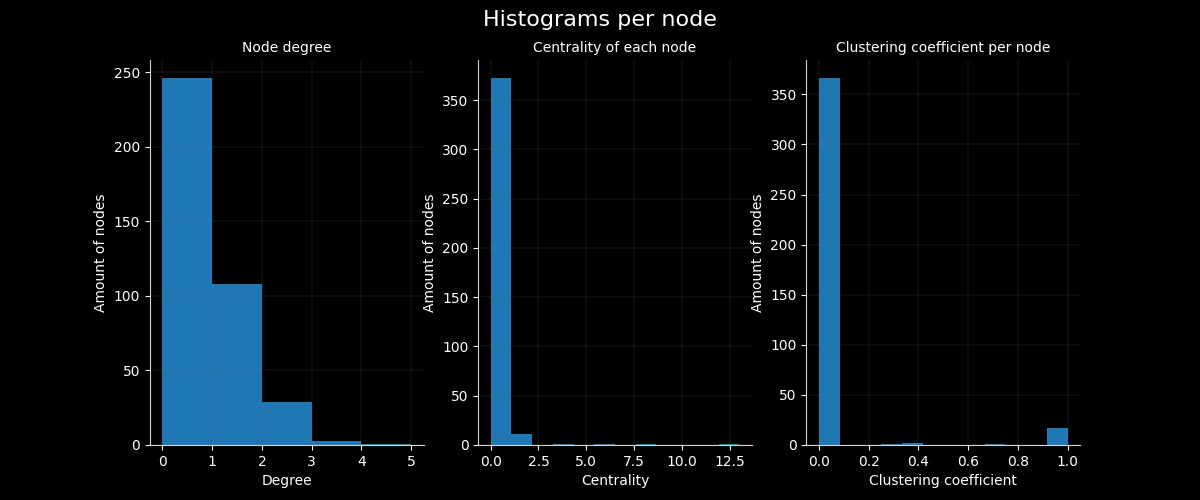 Histograms per node
Node degree
Amount of nodes
250
200
150
100
50
0
0 1 2 3 4 5
Degree
Centrality of each node
Amount of nodes
350
300
250
200
150
100
50
0
0.0 2.5 5.0 7.5 10.0 12.5
Centrality
Clustering coefficient per node
Amount of nodes
350
300
250
200
150
100
50
0
0.0 0.2 0.4 0.6 0.8 1.0
Clustering coefficient